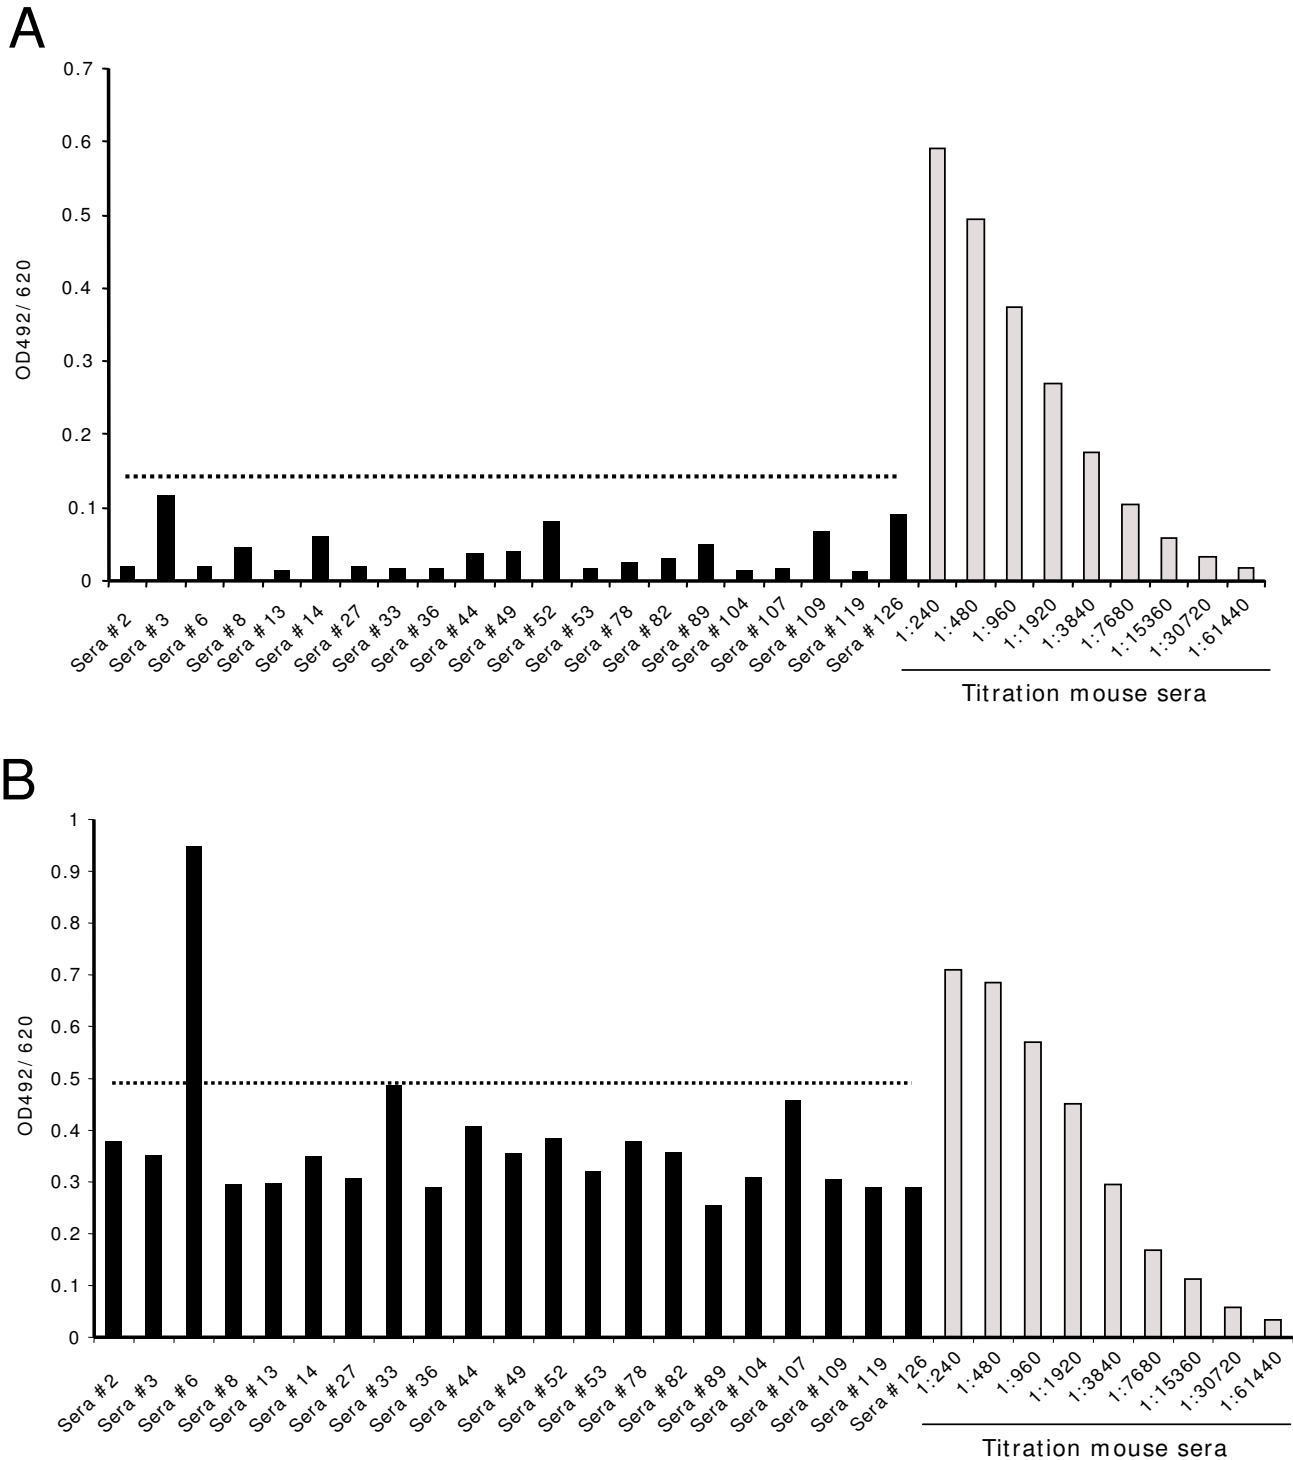 A
0.7
0.6
0.5
0.4
0.3
0.2
0.1
0
OD492/620
Sera #2
Sera #3
Sera #6
Sera #8
Sera #13
Sera #14
Sera #27
Sera #33
Sera #36
Sera #44
Sera #49
Sera #52
Sera #53
Sera #78
Sera #82
Sera #89
Sera #104
Sera #107
Sera #109
Sera #119
Sera #126
1:240
1:480
1:960
1:1920
1:3840
1:7680
1:15360
1:30720
1:61440
Titration mouse sera
B
1
0.9
0.8
0.7
0.6
0.5
0.4
0.3
0.2
0.1
0
OD492/620
Sera #2
Sera #3
Sera #6
Sera #8
Sera #13
Sera #14
Sera #27
Sera #33
Sera #36
Sera #44
Sera #49
Sera #52
Sera #53
Sera #78
Sera #82
Sera #89
Sera #104
Sera #107
Sera #109
Sera #119
Sera #126
1:240
1:480
1:960
1:1920
1:3840
1:7680
1:15360
1:30720
1:61440
Titration mouse sera